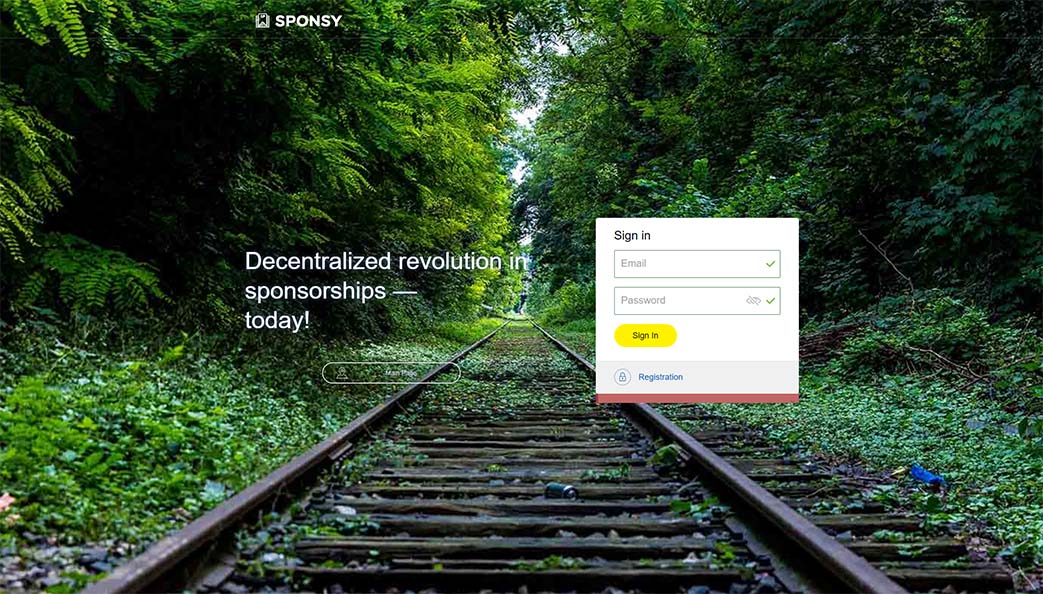 SPONSY
Decentralized revolution in
sponsorships —
today!
Main Page
Sign in
Email
Password
Sign In
Registration